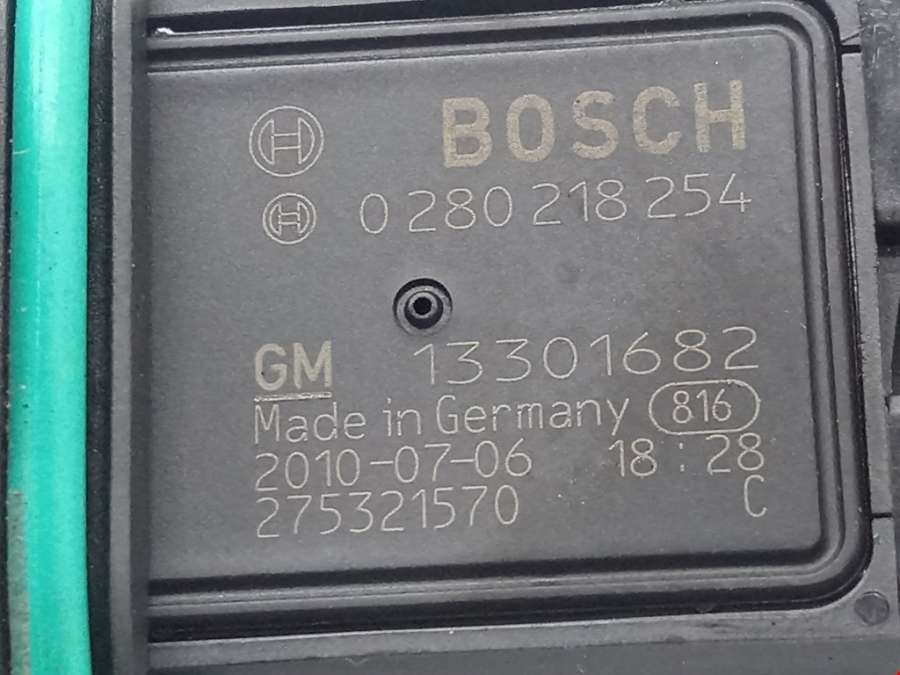 BOSCH
0 280 218 254
GM 13301682
Made in Germany 816
2010-07-06 18:28
275321570 C